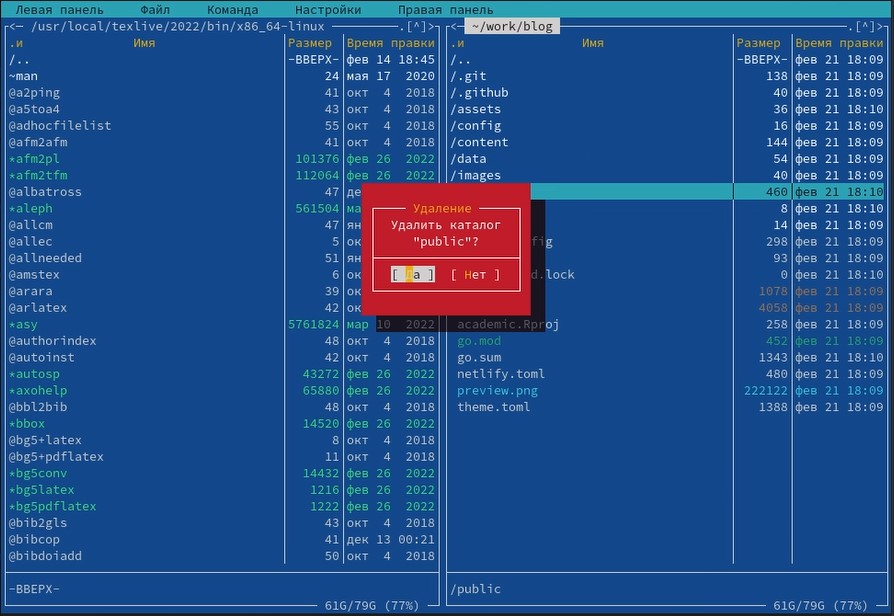 Левая панель Файл Команда Настройки Правая панель
/usr/local/texlive/2022/bin/x86_64-linux .[^]>
.и Имя Размер Время правки
/.. -ВВЕРХ- фев 14 18:45
~man 24 мая 17 2020
@a2ping 41 окт 4 2018
@a5toa4 43 окт 4 2018
@adhocfilelist 55 окт 4 2018
@afm2afm 41 окт 4 2018
*afm2pl 101376 фев 26 2022
*afm2tfm 112064 фев 26 2022
@albatross 47 де
*aleph 561504 ма
@allcm 47 ян
@allec 5 ок
@allneeded 51 ян
@amstex 6 ок
@arara 39 ок
@arlatex 42 ок
*asy 5761824 мар 10 2022
@authorindex 48 окт 4 2018
@autoinst 42 окт 4 2018
*autosp 43272 фев 26 2022
*axohelp 65880 фев 26 2022
@bbl2bib 48 окт 4 2018
*bbox 14520 фев 26 2022
@bg5+latex 8 окт 4 2018
@bg5+pdflatex 11 окт 4 2018
*bg5conv 14432 фев 26 2022
*bg5latex 1216 фев 26 2022
*bg5pdflatex 1222 фев 26 2022
@bib2gls 43 окт 4 2018
@bibcop 41 дек 13 00:21
@bibdoiadd 50 окт 4 2018
-ВВЕРХ-
61G/79G (77%)
~/work/blog .[^]>
.и Имя Размер Время правки
/.. -ВВЕРХ- фев 21 18:09
/.git 138 фев 21 18:09
/.github 40 фев 21 18:09
/assets 36 фев 21 18:10
/config 16 фев 21 18:09
/content 144 фев 21 18:09
/data 54 фев 21 18:09
/images 40 фев 21 18:09
460 фев 21 18:10
8 фев 21 18:10
14 фев 21 18:09
fig 298 фев 21 18:09
93 фев 21 18:09
d.lock 0 фев 21 18:10
1078 фев 21 18:09
4058 фев 21 18:09
academic.Rproj 258 фев 21 18:09
go.mod 452 фев 21 18:09
go.sum 1343 фев 21 18:10
netlify.toml 480 фев 21 18:09
preview.png 222122 фев 21 18:09
theme.toml 1388 фев 21 18:09
/public
61G/79G (77%)
Удаление
Удалить каталог
"public"?
[ Да ] [ Нет ]